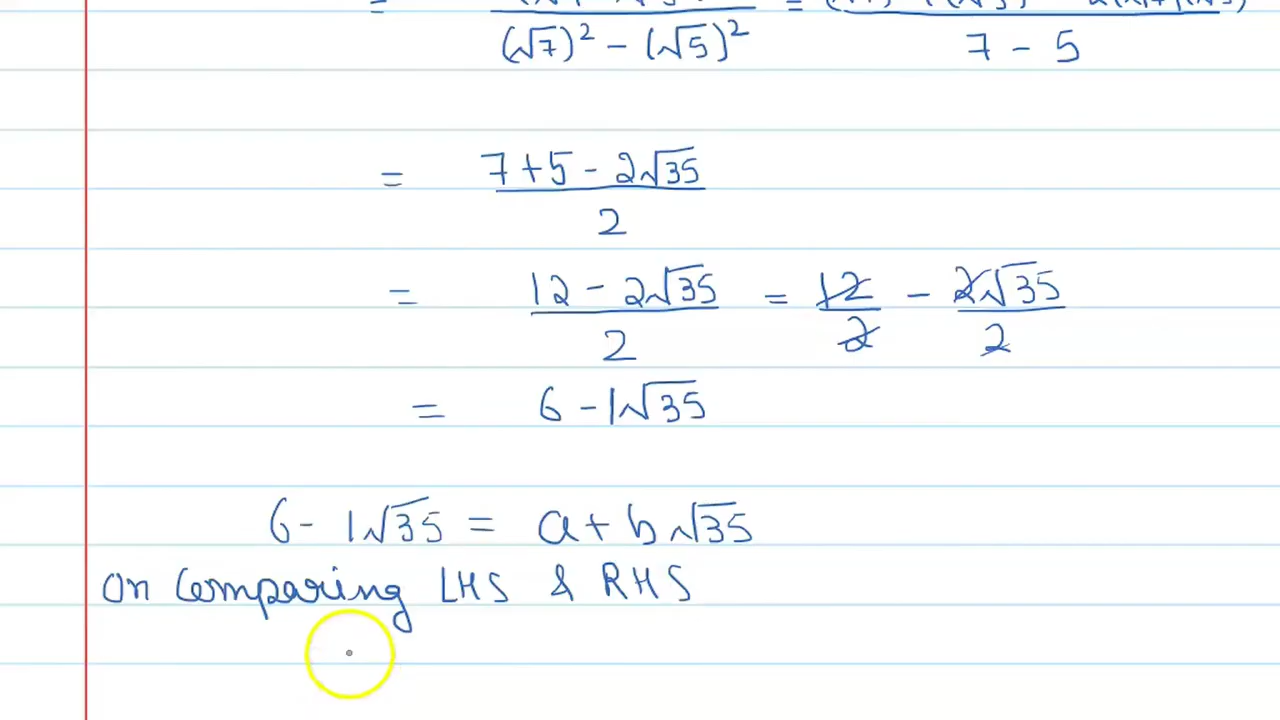 = (√7)² − (√5)² = 7 − 5
= 7 + 5 − 2√35 / 2
= 12 − 2√35 / 2 = 12 / 2 − 2√35 / 2
= 6 − 1√35
6 − 1√35 = a + b√35
On Comparing LHS & RHS